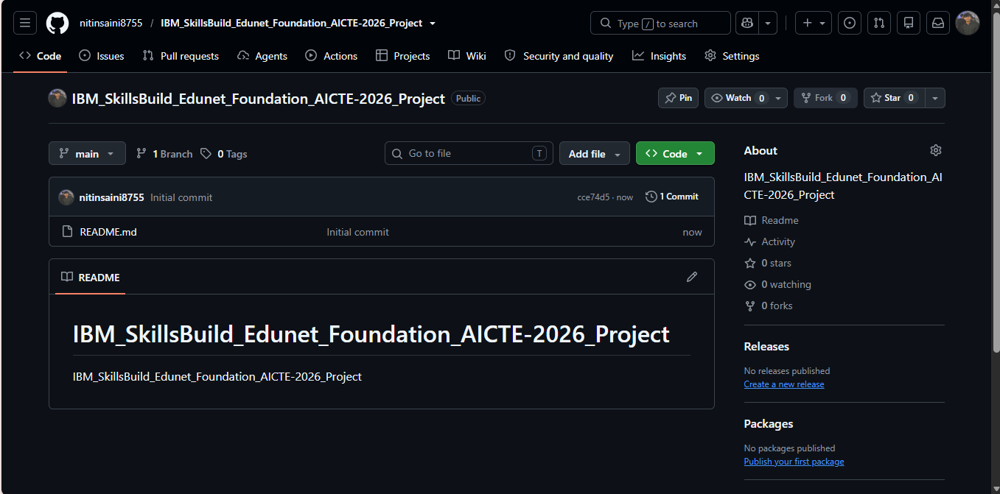 nitinsaini8755 / IBM_SkillsBuild_Edunet_Foundation_AICTE-2026_Project
Type / to search
Code Issues Pull requests Agents Actions Projects Wiki Security and quality Insights Settings
IBM_SkillsBuild_Edunet_Foundation_AICTE-2026_Project Public
Pin Watch 0 Fork 0 Star 0
main 1 Branch 0 Tags
Go to file T Add file Code
nitinsaini8755 Initial commit cce74d5 · now 1 Commit
README.md Initial commit now
README
IBM_SkillsBuild_Edunet_Foundation_AICTE-2026_Project
IBM_SkillsBuild_Edunet_Foundation_AICTE-2026_Project
About
IBM_SkillsBuild_Edunet_Foundation_AI
CTE-2026_Project
Readme
Activity
0 stars
0 watching
0 forks
Releases
No releases published
Create a new release
Packages
No packages published
Publish your first package